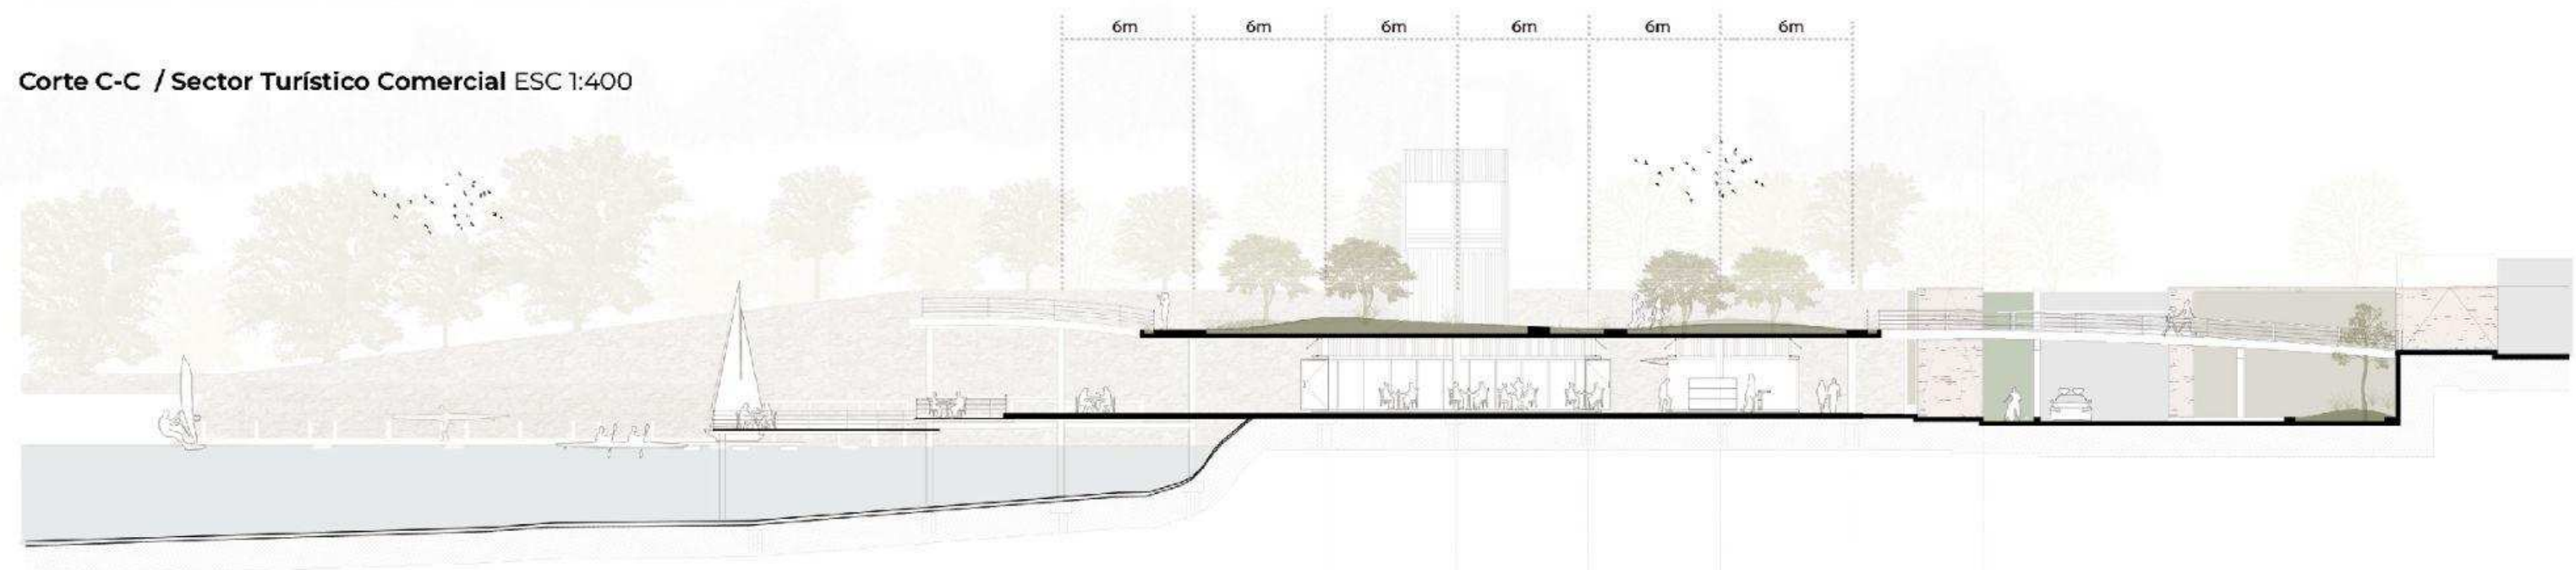 6m 6m 6m 6m 6m 6m
Corte C-C / Sector Turístico Comercial ESC 1:400